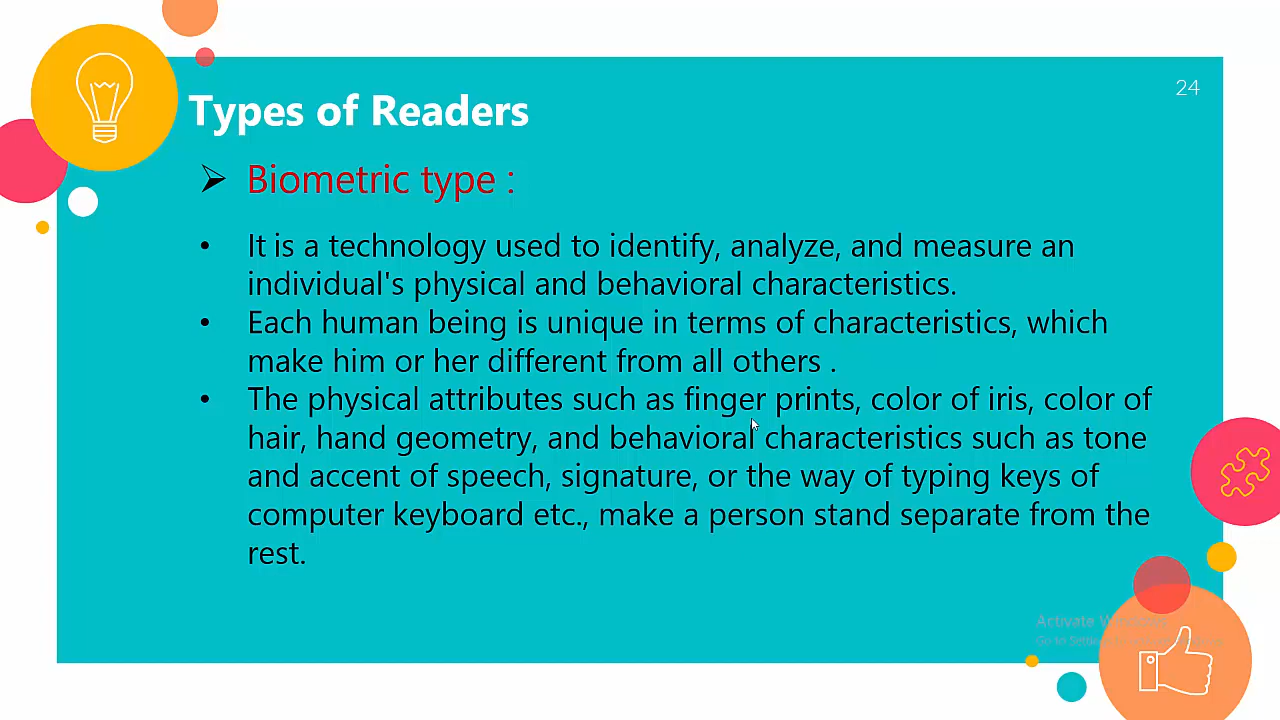 24
Types of Readers
➢ Biometric type :
• It is a technology used to identify, analyze, and measure an
individual's physical and behavioral characteristics.
• Each human being is unique in terms of characteristics, which
make him or her different from all others .
• The physical attributes such as finger prints, color of iris, color of
hair, hand geometry, and behavioral characteristics such as tone
and accent of speech, signature, or the way of typing keys of
computer keyboard etc., make a person stand separate from the
rest.
Activate Windows
Go to Settings